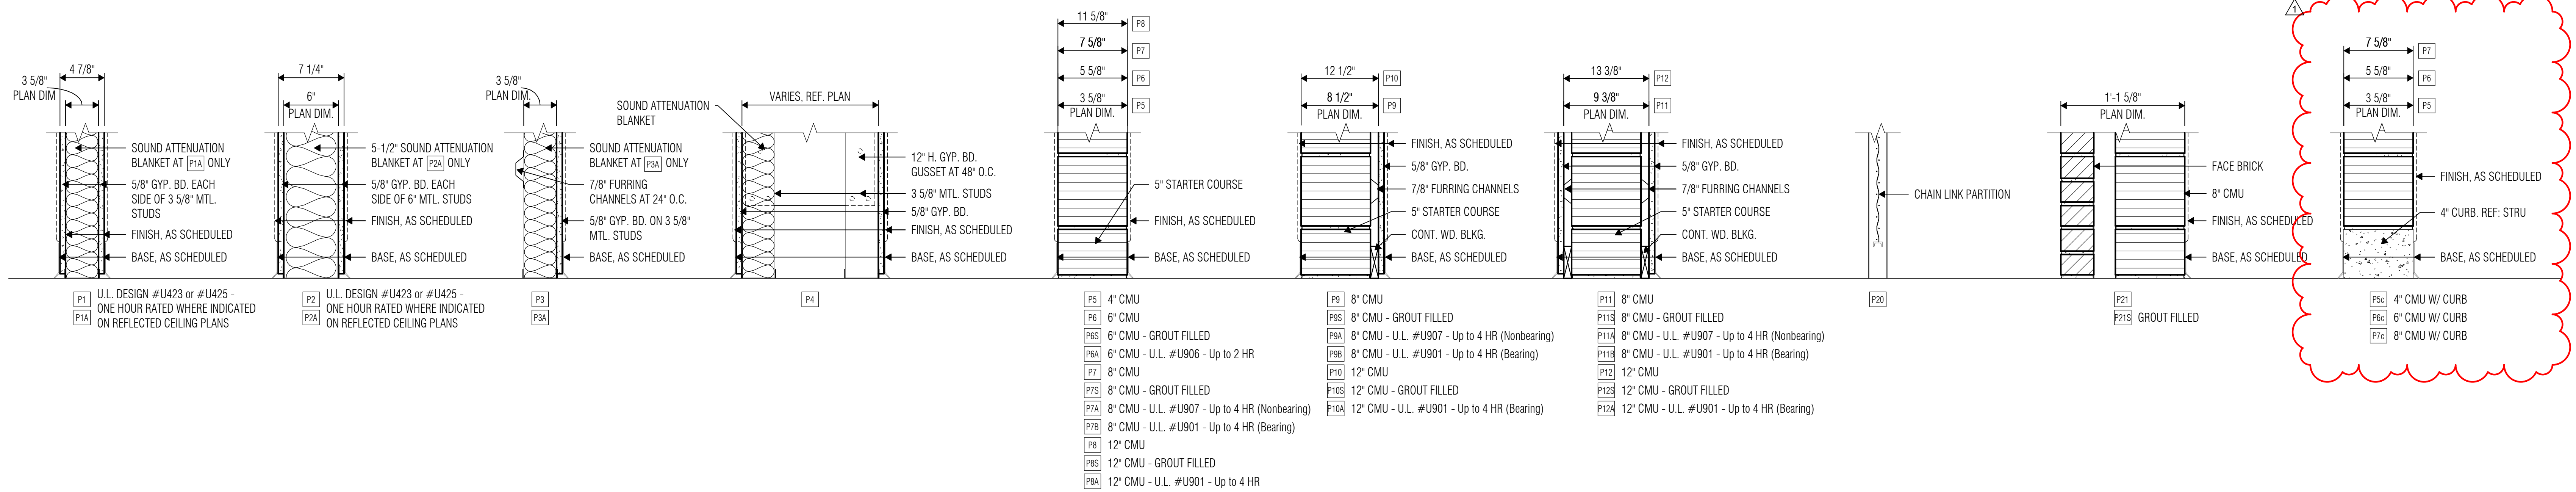 4 7/8"
3 5/8"
PLAN DIM
SOUND ATTENUATION
BLANKET AT P1A ONLY
5/8" GYP. BD. EACH
SIDE OF 3 5/8" MTL.
STUDS
FINISH, AS SCHEDULED
BASE, AS SCHEDULED
P1
P1A
U.L. DESIGN #U423 or #U425 -
ONE HOUR RATED WHERE INDICATED
ON REFLECTED CEILING PLANS
7 1/4"
6"
PLAN DIM.
5-1/2" SOUND ATTENUATION
BLANKET AT P2A ONLY
5/8" GYP. BD. EACH
SIDE OF 6" MTL. STUDS
FINISH, AS SCHEDULED
BASE, AS SCHEDULED
P2
P2A
U.L. DESIGN #U423 or #U425 -
ONE HOUR RATED WHERE INDICATED
ON REFLECTED CEILING PLANS
3 5/8"
PLAN DIM.
SOUND ATTENUATION
BLANKET AT P3A ONLY
7/8" FURRING
CHANNELS AT 24" O.C.
5/8" GYP. BD. ON 3 5/8"
MTL. STUDS
BASE, AS SCHEDULED
P3
P3A
SOUND ATTENUATION
BLANKET
VARIES, REF. PLAN
12" H. GYP. BD.
GUSSET AT 48" O.C.
3 5/8" MTL. STUDS
5/8" GYP. BD.
FINISH, AS SCHEDULED
BASE, AS SCHEDULED
P4
11 5/8" P8
7 5/8" P7
5 5/8" P6
3 5/8" P5
PLAN DIM.
5" STARTER COURSE
FINISH, AS SCHEDULED
BASE, AS SCHEDULED
P5 4" CMU
P6 6" CMU
P6S 6" CMU - GROUT FILLED
P6A 6" CMU - U.L. #U906 - Up to 2 HR
P7 8" CMU
P7S 8" CMU - GROUT FILLED
P7A 8" CMU - U.L. #U907 - Up to 4 HR (Nonbearing)
P7B 8" CMU - U.L. #U901 - Up to 4 HR (Bearing)
P8 12" CMU
P8S 12" CMU - GROUT FILLED
P8A 12" CMU - U.L. #U901 - Up to 4 HR
12 1/2" P10
8 1/2" P9
PLAN DIM.
FINISH, AS SCHEDULED
5/8" GYP. BD.
7/8" FURRING CHANNELS
5" STARTER COURSE
CONT. WD. BLKG.
BASE, AS SCHEDULED
P9 8" CMU
P9S 8" CMU - GROUT FILLED
P9A 8" CMU - U.L. #U907 - Up to 4 HR (Nonbearing)
P9B 8" CMU - U.L. #U901 - Up to 4 HR (Bearing)
P10 12" CMU
P10S 12" CMU - GROUT FILLED
P10A 12" CMU - U.L. #U901 - Up to 4 HR (Bearing)
13 3/8" P12
9 3/8" P11
PLAN DIM.
FINISH, AS SCHEDULED
5/8" GYP. BD.
7/8" FURRING CHANNELS
5" STARTER COURSE
CONT. WD. BLKG.
BASE, AS SCHEDULED
P11 8" CMU
P11S 8" CMU - GROUT FILLED
P11A 8" CMU - U.L. #U907 - Up to 4 HR (Nonbearing)
P11B 8" CMU - U.L. #U901 - Up to 4 HR (Bearing)
P12 12" CMU
P12S 12" CMU - GROUT FILLED
P12A 12" CMU - U.L. #U901 - Up to 4 HR (Bearing)
CHAIN LINK PARTITION
P20
1'-1 5/8"
PLAN DIM.
FACE BRICK
8" CMU
FINISH, AS SCHEDULED
BASE, AS SCHEDULED
P21
P21S GROUT FILLED
1
7 5/8" P7
5 5/8" P6
3 5/8" P5
PLAN DIM.
FINISH, AS SCHEDULED
4" CURB. REF: STRU
BASE, AS SCHEDULED
P5c 4" CMU W/ CURB
P6c 6" CMU W/ CURB
P7c 8" CMU W/ CURB